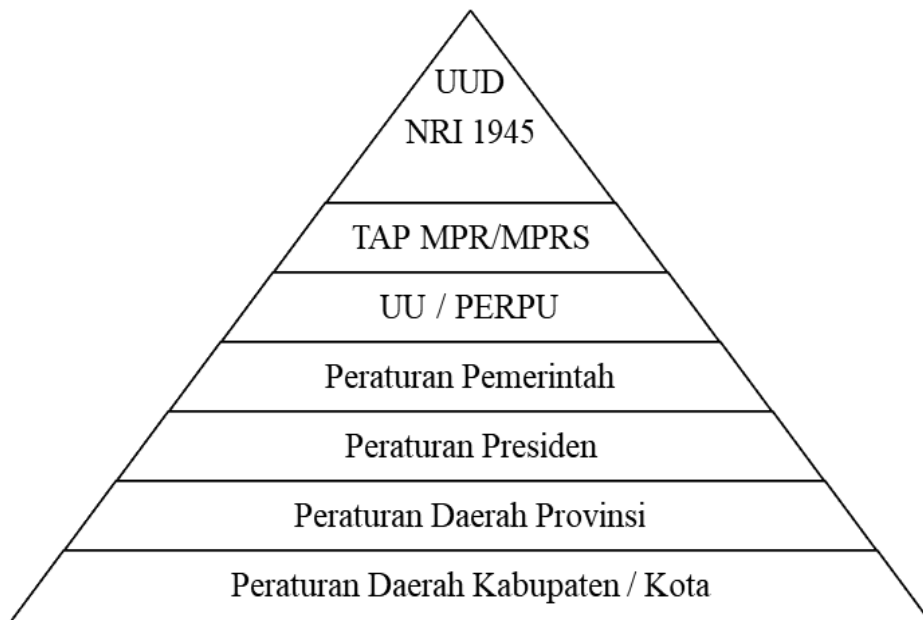 UUD
NRI 1945
TAP MPR/MPRS
UU / PERPU
Peraturan Pemerintah
Peraturan Presiden
Peraturan Daerah Provinsi
Peraturan Daerah Kabupaten / Kota